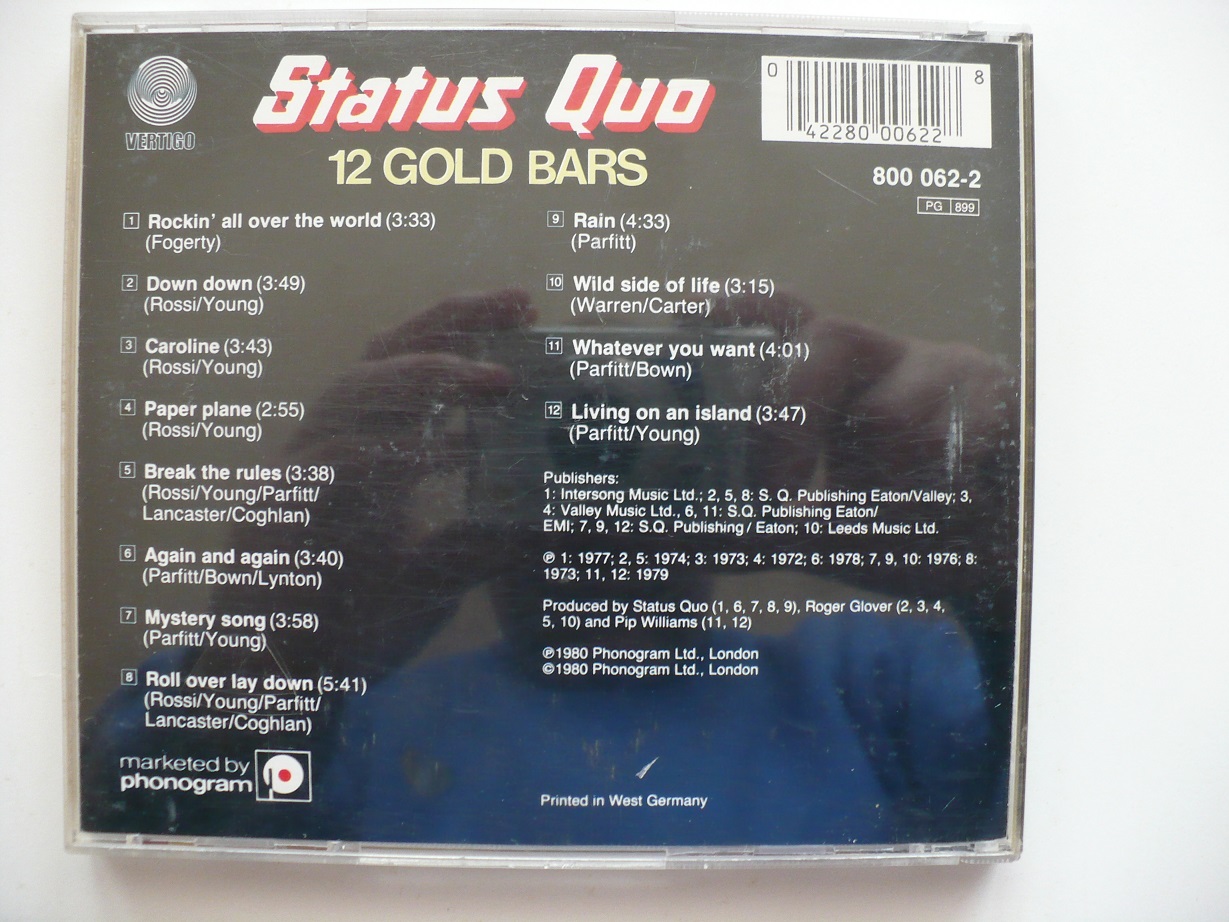 VERTIGO
Status Quo
12 GOLD BARS
0 42280 00622 8
800 062-2
PG 899
1 Rockin' all over the world (3:33)
(Fogerty)
2 Down down (3:49)
(Rossi/Young)
3 Caroline (3:43)
(Rossi/Young)
4 Paper plane (2:55)
(Rossi/Young)
5 Break the rules (3:38)
(Rossi/Young/Parfitt/
Lancaster/Coghlan)
6 Again and again (3:40)
(Parfitt/Bown/Lynton)
7 Mystery song (3:58)
(Parfitt/Young)
8 Roll over lay down (5:41)
(Rossi/Young/Parfitt/
Lancaster/Coghlan)
marketed by
phonogram
9 Rain (4:33)
(Parfitt)
10 Wild side of life (3:15)
(Warren/Carter)
11 Whatever you want (4:01)
(Parfitt/Bown)
12 Living on an island (3:47)
(Parfitt/Young)
Publishers:
1: Intersong Music Ltd.; 2, 5, 8: S. Q. Publishing Eaton/Valley; 3,
4: Valley Music Ltd., 6, 11: S.Q. Publishing Eaton/
EMI; 7, 9, 12: S.Q. Publishing / Eaton; 10: Leeds Music Ltd.
℗ 1: 1977; 2, 5: 1974; 3: 1973; 4: 1972; 6: 1978; 7, 9, 10: 1976; 8:
1973; 11, 12: 1979
Produced by Status Quo (1, 6, 7, 8, 9), Roger Glover (2, 3, 4,
5, 10) and Pip Williams (11, 12)
℗1980 Phonogram Ltd., London
©1980 Phonogram Ltd., London
Printed in West Germany